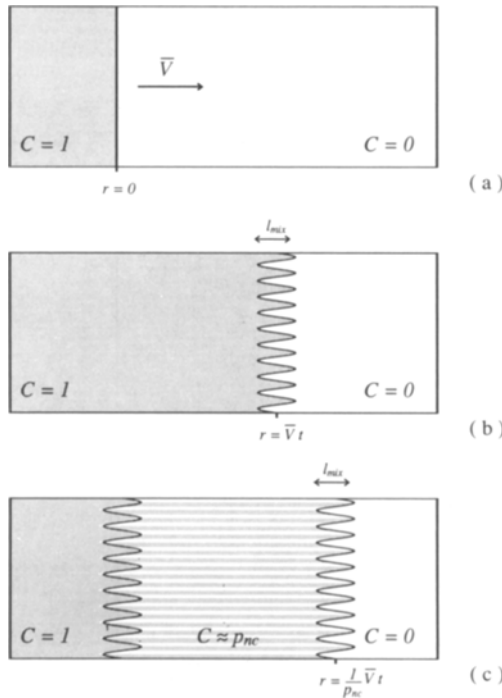 V̅
C = 1
C = 0
r = 0
( a )
l_mix
C = 1
C = 0
r = V̅ t
( b )
l_mix
C = 1
C ≈ p_nc
C = 0
r = 1/p_nc V̅ t
( c )